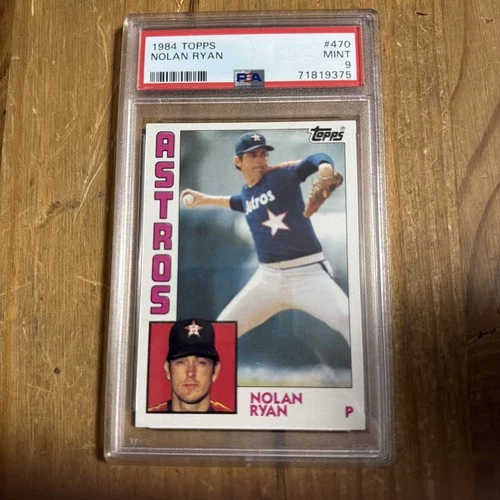 1984 TOPPS #470
NOLAN RYAN MINT
9
PSA 71819375
Topps
ASTROS
Astros
NOLAN
RYAN P